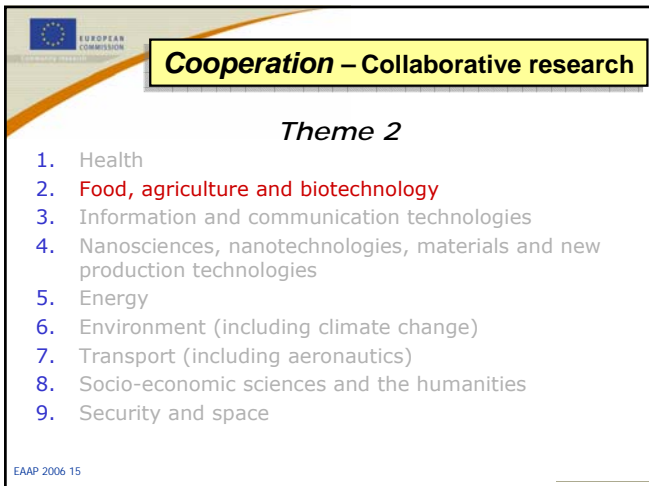 EUROPEAN
COMMISSION
Community research
Cooperation – Collaborative research
Theme 2
1. Health
2. Food, agriculture and biotechnology
3. Information and communication technologies
4. Nanosciences, nanotechnologies, materials and new
production technologies
5. Energy
6. Environment (including climate change)
7. Transport (including aeronautics)
8. Socio-economic sciences and the humanities
9. Security and space
EAAP 2006 15